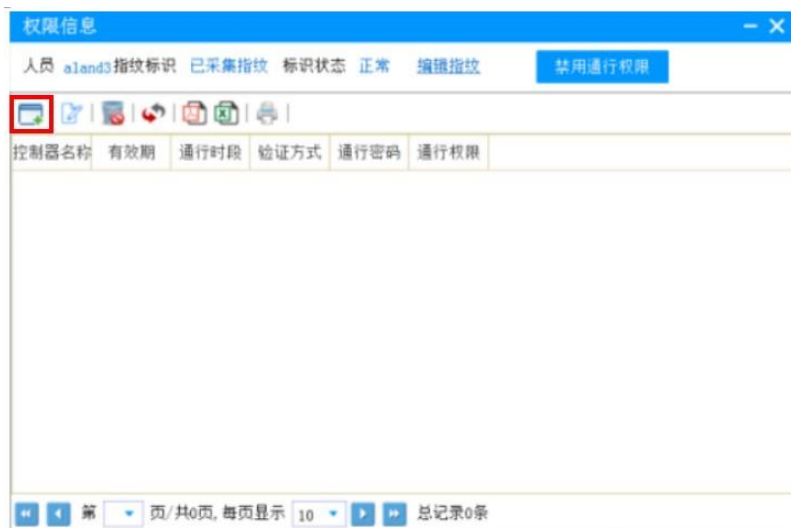 权限信息
人员 aland3 指纹标识 已采集指纹 标识状态 正常 编辑指纹 禁用通行权限
控制器名称 有效期 通行时段 验证方式 通行密码 通行权限
第 页/共0页,每页显示 10 总记录0条